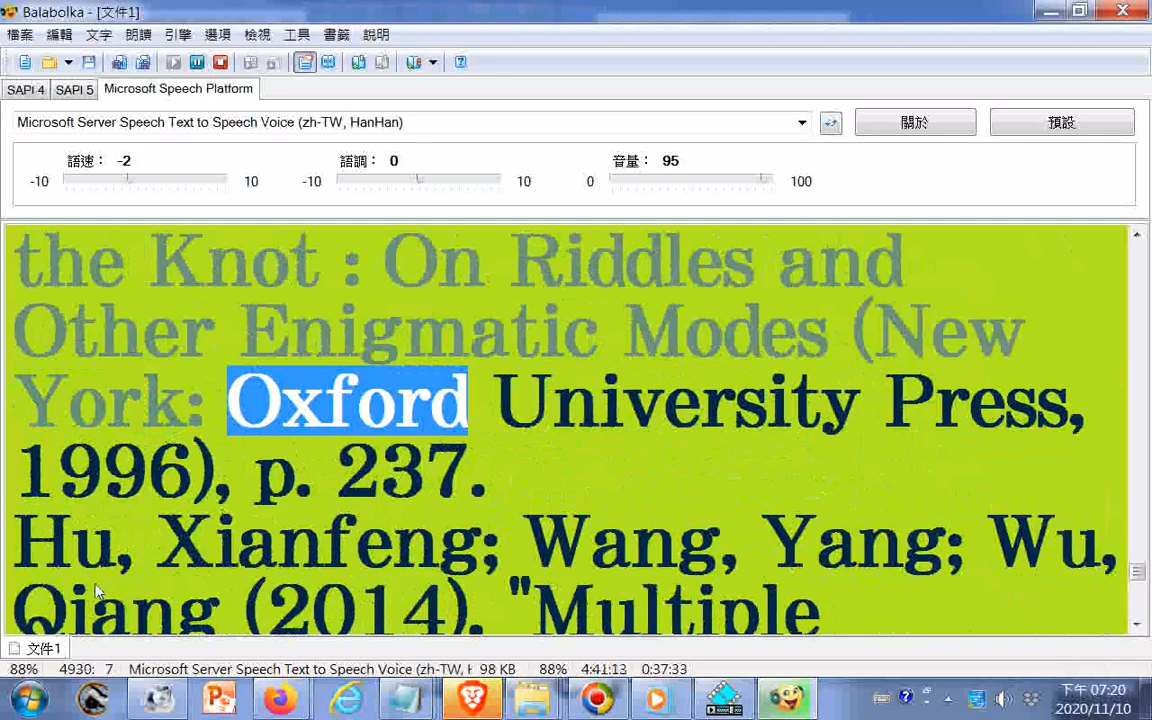 Balabolka - [文件1]
檔案 編輯 文字 朗讀 引擎 選項 檢視 工具 書籤 說明
SAPI 4 SAPI 5 Microsoft Speech Platform
Microsoft Server Speech Text to Speech Voice (zh-TW, HanHan) 關於 預設
語速： -2 語調： 0 音量： 95
-10 10 -10 10 0 100
the Knot : On Riddles and
Other Enigmatic Modes (New
York: Oxford University Press,
1996), p. 237.
Hu, Xianfeng; Wang, Yang; Wu,
Qiang (2014). "Multiple
文件1
88% 4930: 7 Microsoft Server Speech Text to Speech Voice (zh-TW, H 98 KB 88% 4:41:13 0:37:33
下午 07:20
2020/11/10